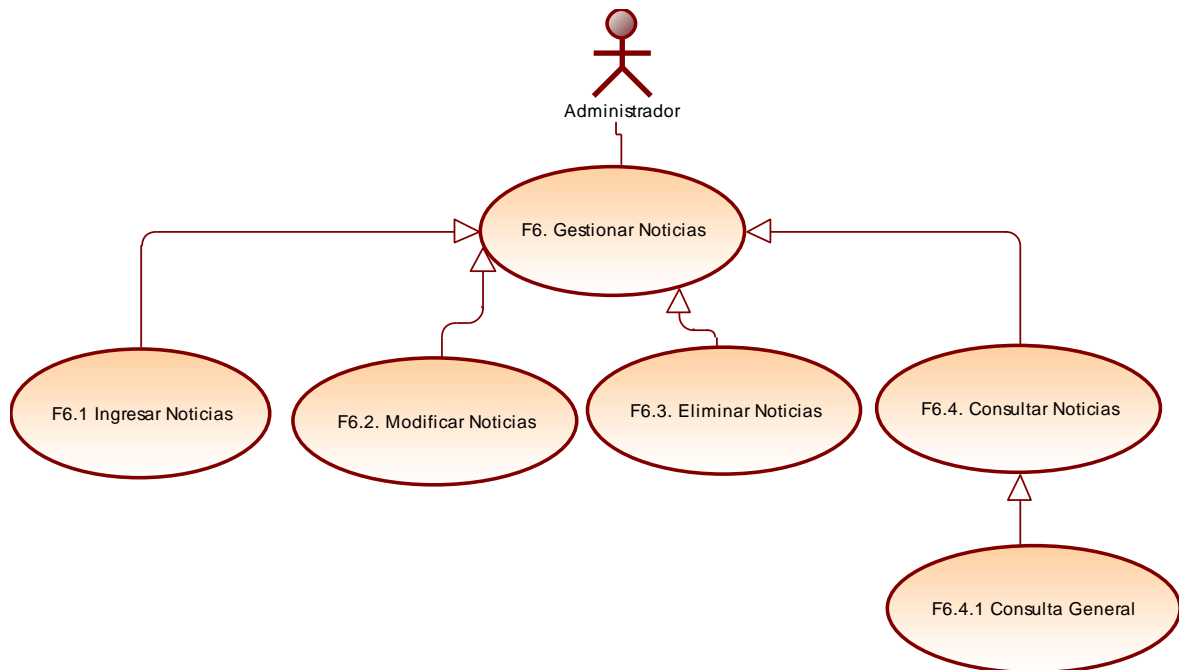 Administrador
F6. Gestionar Noticias
F6.1 Ingresar Noticias
F6.2. Modificar Noticias
F6.3. Eliminar Noticias
F6.4. Consultar Noticias
F6.4.1 Consulta General